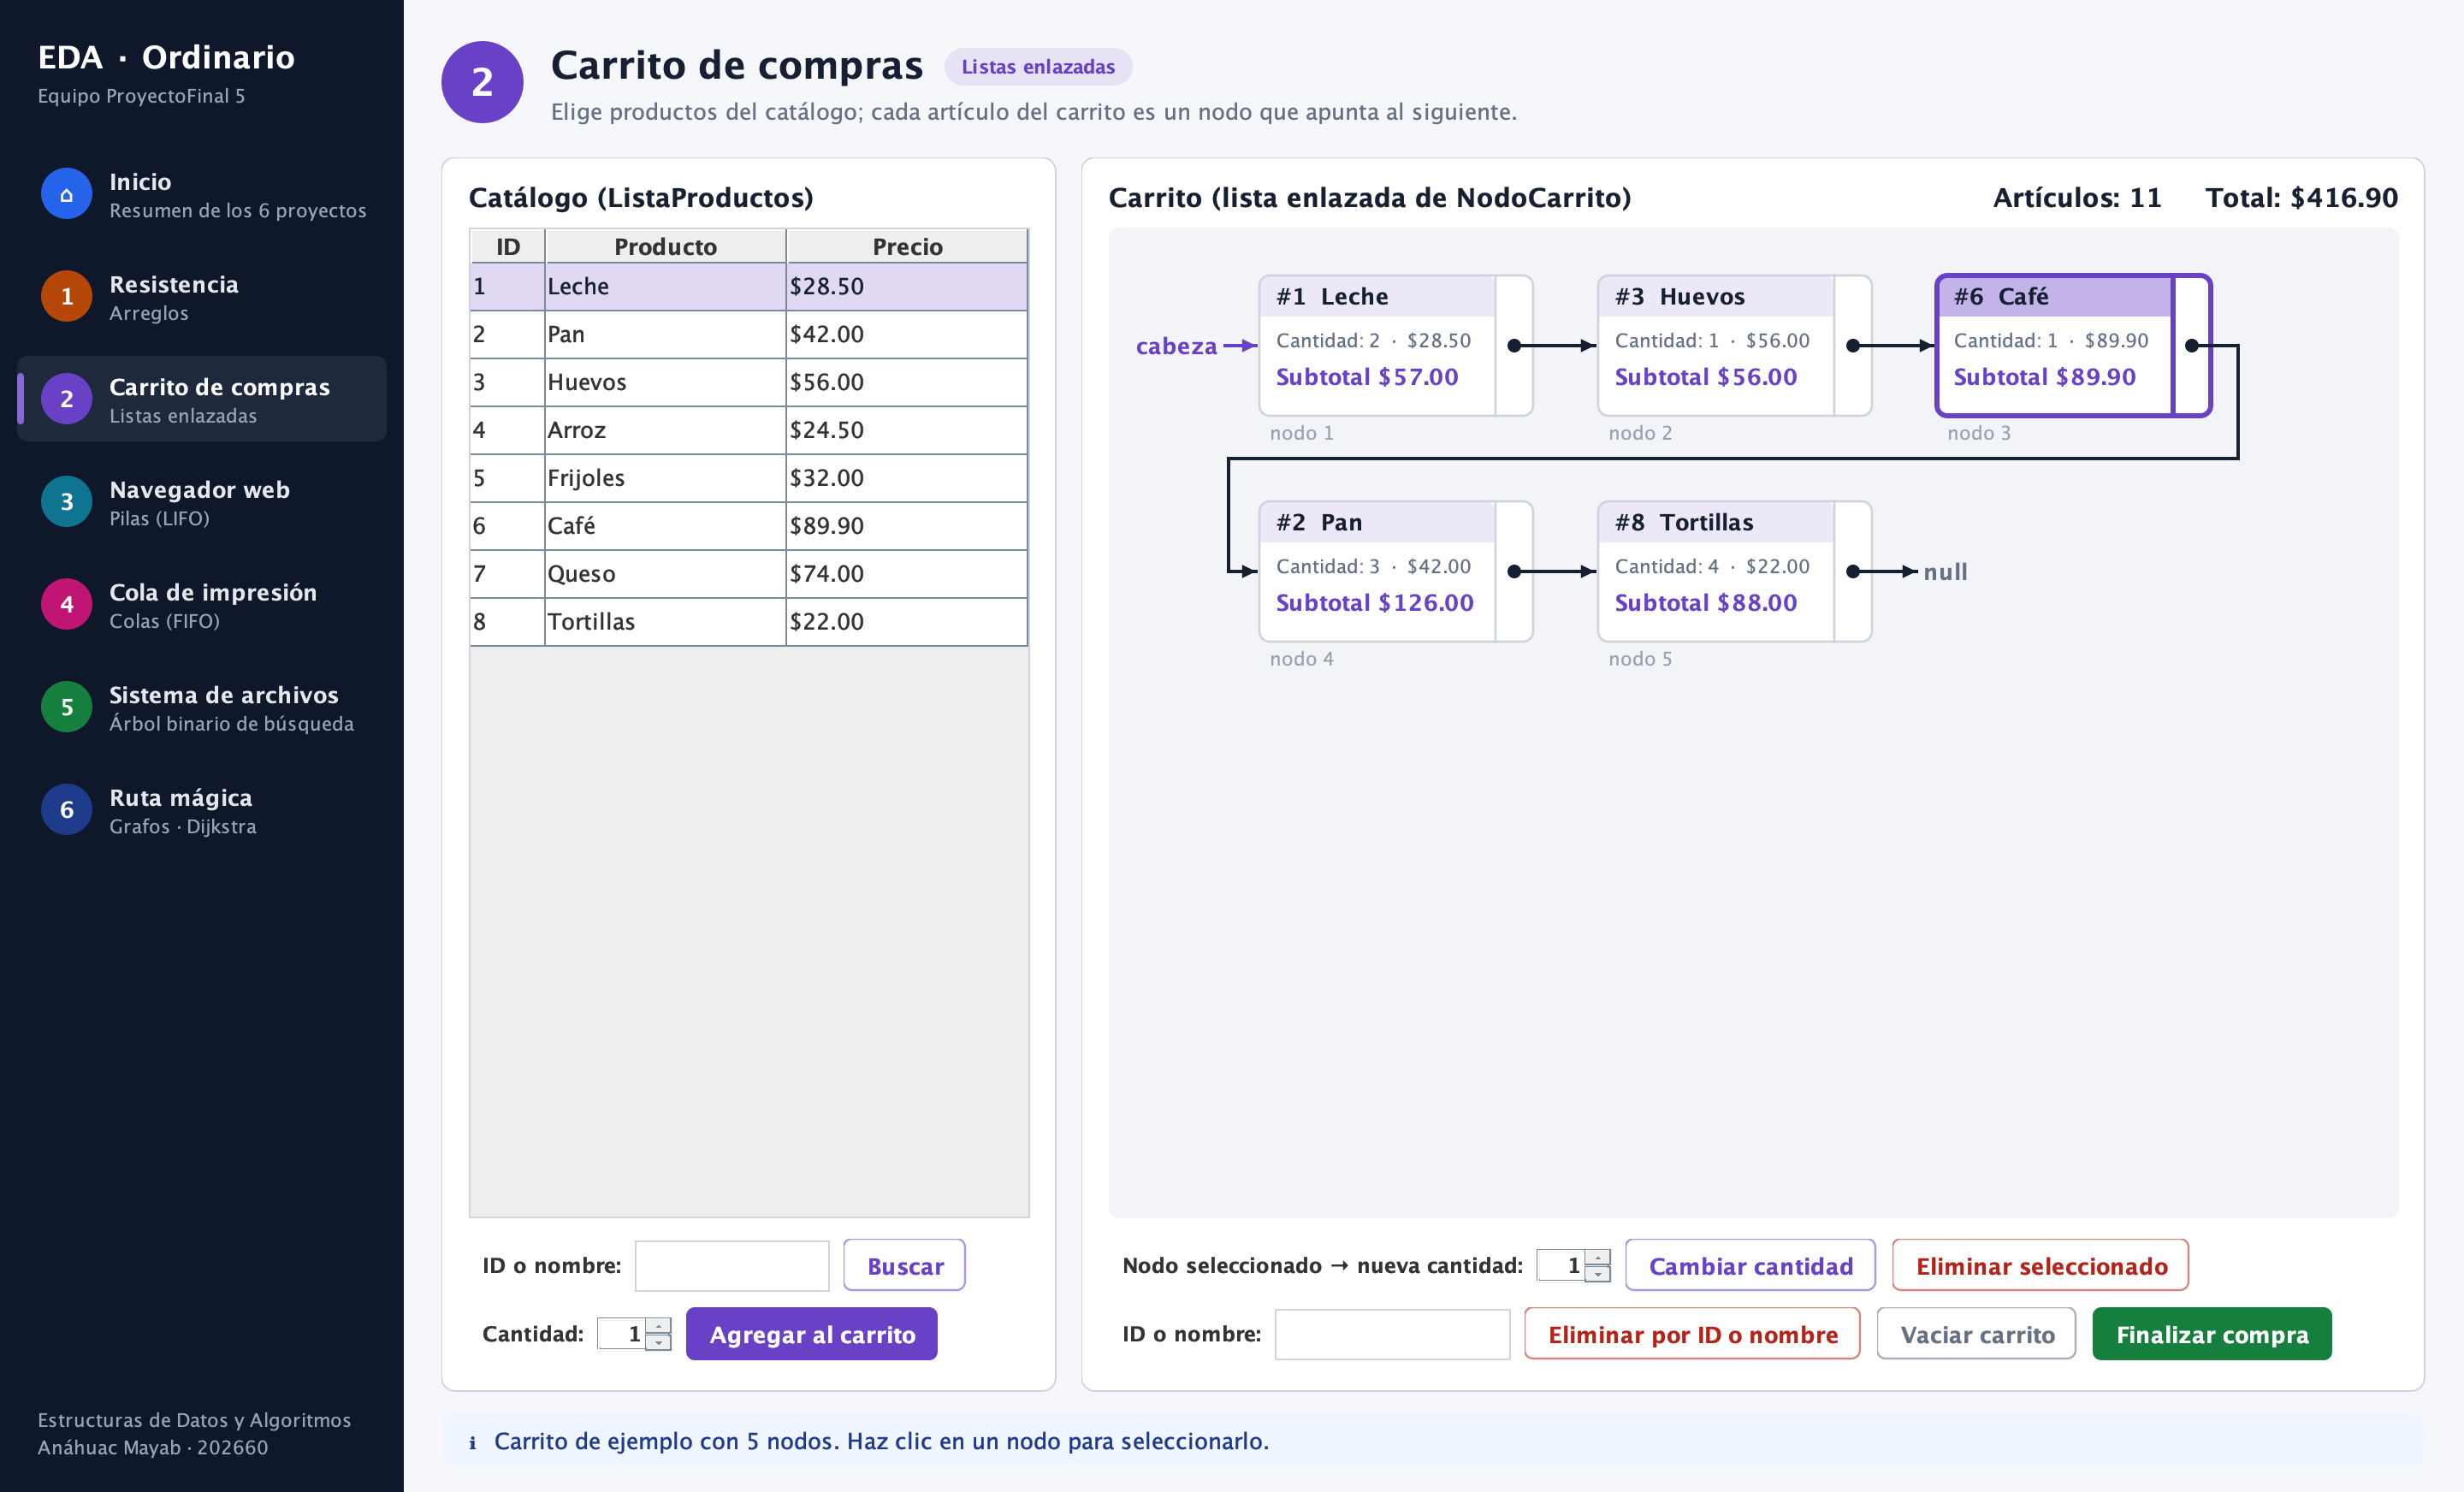 EDA · Ordinario
Equipo ProyectoFinal 5
Inicio
Resumen de los 6 proyectos
1
Resistencia
Arreglos
2
Carrito de compras
Listas enlazadas
3
Navegador web
Pilas (LIFO)
4
Cola de impresión
Colas (FIFO)
5
Sistema de archivos
Árbol binario de búsqueda
6
Ruta mágica
Grafos · Dijkstra
Estructuras de Datos y Algoritmos
Anáhuac Mayab · 202660
2
Carrito de compras Listas enlazadas
Elige productos del catálogo; cada artículo del carrito es un nodo que apunta al siguiente.
Catálogo (ListaProductos)
ID Producto Precio
1 Leche $28.50
2 Pan $42.00
3 Huevos $56.00
4 Arroz $24.50
5 Frijoles $32.00
6 Café $89.90
7 Queso $74.00
8 Tortillas $22.00
ID o nombre: Buscar
Cantidad: 1 Agregar al carrito
Carrito (lista enlazada de NodoCarrito) Artículos: 11 Total: $416.90
cabeza
#1 Leche
Cantidad: 2 · $28.50
Subtotal $57.00
nodo 1
#3 Huevos
Cantidad: 1 · $56.00
Subtotal $56.00
nodo 2
#6 Café
Cantidad: 1 · $89.90
Subtotal $89.90
nodo 3
#2 Pan
Cantidad: 3 · $42.00
Subtotal $126.00
nodo 4
#8 Tortillas
Cantidad: 4 · $22.00
Subtotal $88.00
nodo 5
null
Nodo seleccionado → nueva cantidad: 1 Cambiar cantidad Eliminar seleccionado
ID o nombre: Eliminar por ID o nombre Vaciar carrito Finalizar compra
i Carrito de ejemplo con 5 nodos. Haz clic en un nodo para seleccionarlo.